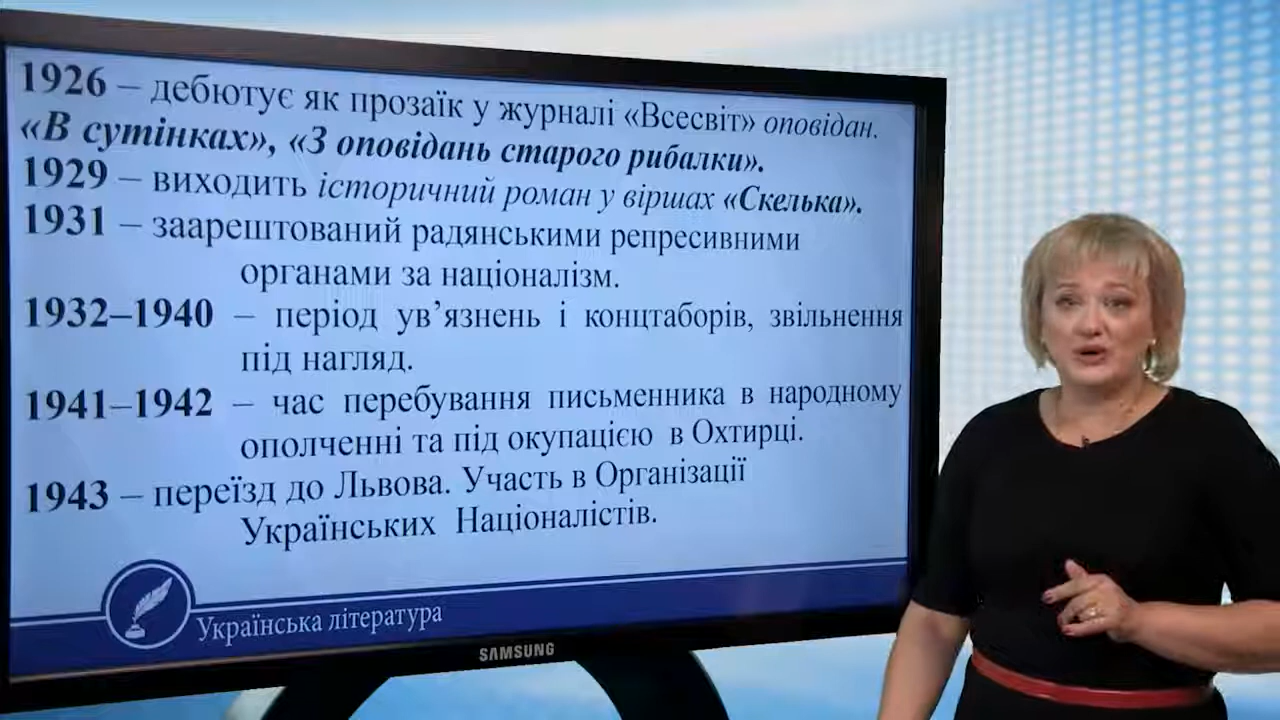 1926 – дебютує як прозаїк у журналі «Всесвіт» оповідан.
«В сутінках», «З оповідань старого рибалки».
1929 – виходить історичний роман у віршах «Скелька».
1931 – заарештований радянськими репресивними
органами за націоналізм.
1932–1940 – період ув’язнень і концтаборів, звільнення
під нагляд.
1941–1942 – час перебування письменника в народному
ополченні та під окупацією в Охтирці.
1943 – переїзд до Львова. Участь в Організації
Українських Націоналістів.
Українська література
SAMSUNG